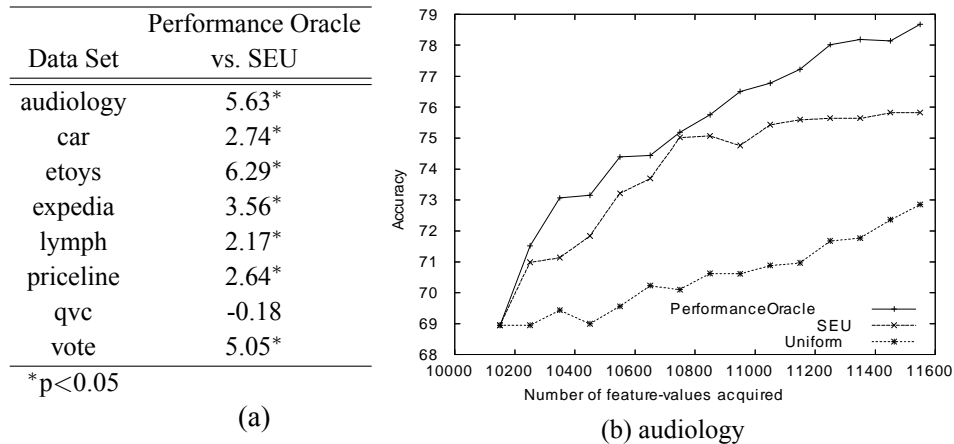 Performance Oracle
Data Set vs. SEU
audiology 5.63*
car 2.74*
etoys 6.29*
expedia 3.56*
lymph 2.17*
priceline 2.64*
qvc -0.18
vote 5.05*
*p<0.05
(a)
79
78
77
76
75
74
73
72
71
70
69
68
Accuracy
PerformanceOracle
SEU
Uniform
10000 10200 10400 10600 10800 11000 11200 11400 11600
Number of feature-values acquired
(b) audiology